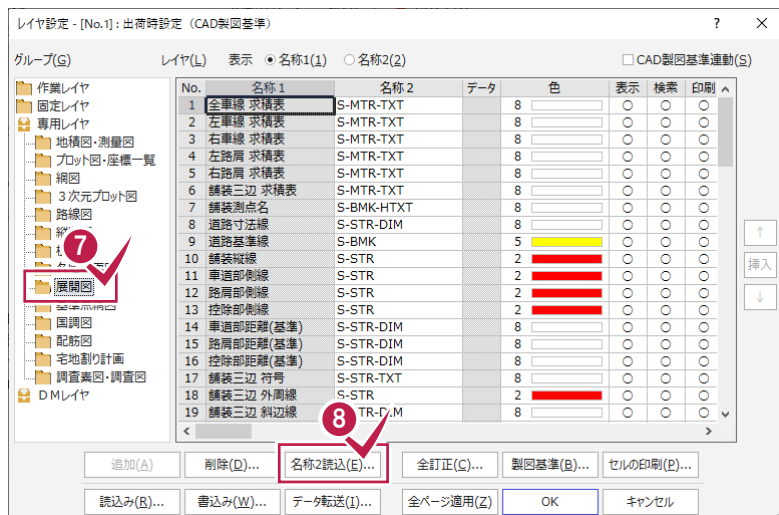 レイヤ設定 - [No.1] : 出荷時設定（CAD製図基準） ? ×
グループ(G) レイヤ(L) 表示 名称1(1) 名称2(2) CAD製図基準連動(S)
作業レイヤ
固定レイヤ
専用レイヤ
地積図・測量図
プロット図・座標一覧
網図
３次元プロット図
路線図
7
展開図
国調図
配筋図
宅地割り計画
調査素図・調査図
ＤＭレイヤ
No. 名称 1 名称 2 データ 色 表示 検索 印刷
1 全車線 求積表 S-MTR-TXT 8 ○ ○ ○
2 左車線 求積表 S-MTR-TXT 8 ○ ○ ○
3 右車線 求積表 S-MTR-TXT 8 ○ ○ ○
4 左路肩 求積表 S-MTR-TXT 8 ○ ○ ○
5 右路肩 求積表 S-MTR-TXT 8 ○ ○ ○
6 舗装三辺 求積表 S-MTR-TXT 8 ○ ○ ○
7 舗装測点名 S-BMK-HTXT 8 ○ ○ ○
8 道路寸法線 S-STR-DIM 8 ○ ○ ○
9 道路基準線 S-BMK 5 ○ ○ ○
10 舗装縦線 S-STR 2 ○ ○ ○
11 車道部側線 S-STR 2 ○ ○ ○
12 路肩部側線 S-STR 2 ○ ○ ○
13 控除部側線 S-STR 2 ○ ○ ○
14 車道部距離(基準) S-STR-DIM 8 ○ ○ ○
15 路肩部距離(基準) S-STR-DIM 8 ○ ○ ○
16 控除部距離(基準) S-STR-DIM 8 ○ ○ ○
17 舗装三辺 符号 S-STR-TXT 8 ○ ○ ○
18 舗装三辺 外周線 S-STR 2 ○ ○ ○
19 舗装三辺 斜辺線 8 ○ ○ ○
↑
挿入
↓
8
追加(A) 削除(D)... 名称2読込(E)... 全訂正(C)... 製図基準(B)... セルの印刷(P)...
読込み(R)... 書込み(W)... データ転送(I)... 全ページ適用(Z) OK キャンセル